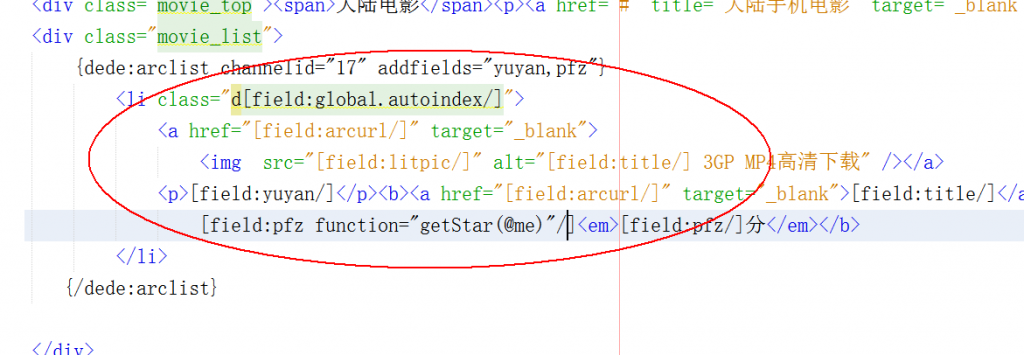 <div class="movie_top"><span>大陆电影</span><p><a href="#" title="大陆手机电影" target="_blank
<div class="movie_list">
{dede:arclist channelid="17" addfields="yuyan,pfz"}
<li class="d[field:global.autoindex/]">
<a href="[field:arcurl/]" target="_blank">
<img  src="[field:litpic/]" alt="[field:title/] 3GP MP4高清下载" /></a>
<p>[field:yuyan/]</p><b><a href="[field:arcurl/]" target="_blank">[field:title/]</a
[field:pfz function="getStar(@me)"/]<em>[field:pfz/]分</em></b>
</li>
{/dede:arclist}
</div>